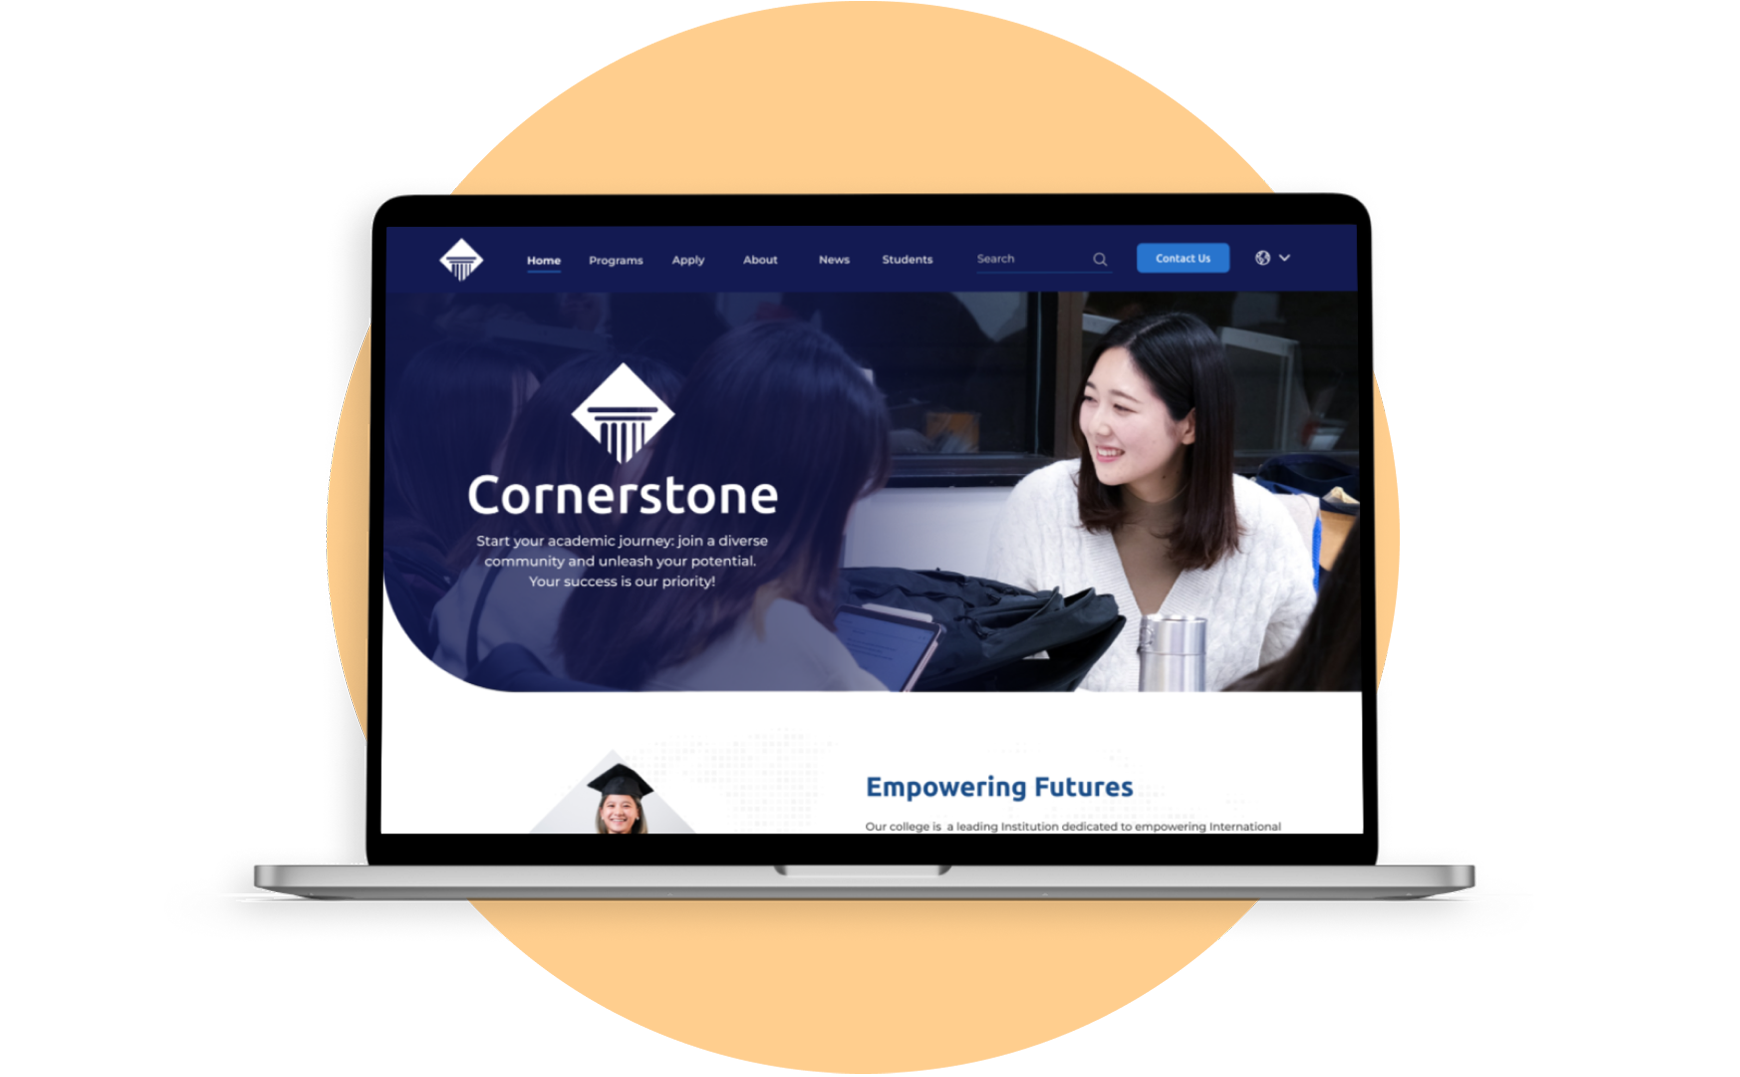 Home Programs Apply About News Students Search Contact Us
Cornerstone
Start your academic journey: join a diverse
community and unleash your potential.
Your success is our priority!
Empowering Futures
Our college is a leading Institution dedicated to empowering International